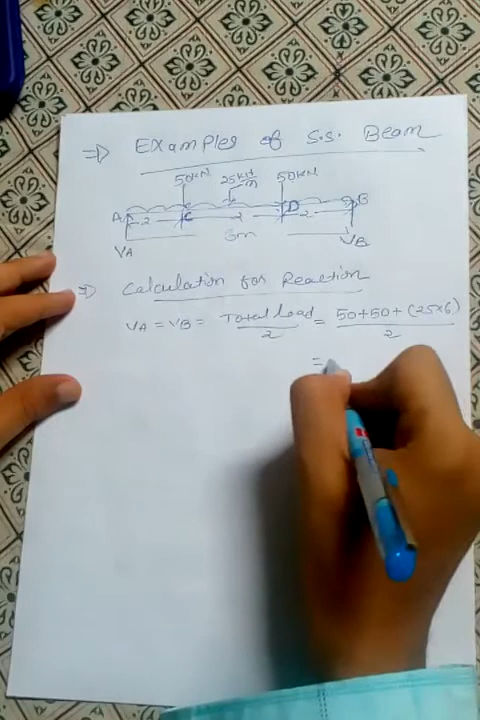 ⇒ Examples of S.S. Beam
50KN 25KN/m 50KN
A C D B
2 2 2
VA 6m VB
⇒ Calculation for Reaction
VA = VB = Total load / 2 = 50+50+(25×6) / 2
=